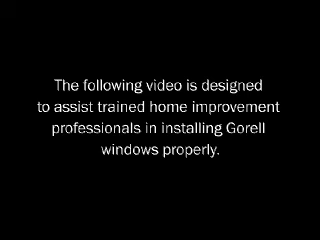 The following video is designed
to assist trained home improvement
professionals in installing Gorell
windows properly.